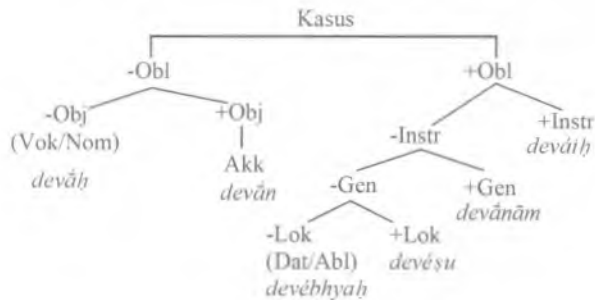 Kasus
-Obl +Obl
-Obj +Obj -Instr +Instr
(Vok/Nom) deváiḥ
Akk -Gen +Gen
devā́ḥ devā́n devā́nām
-Lok +Lok
(Dat/Abl) devéṣu
devébhyaḥ